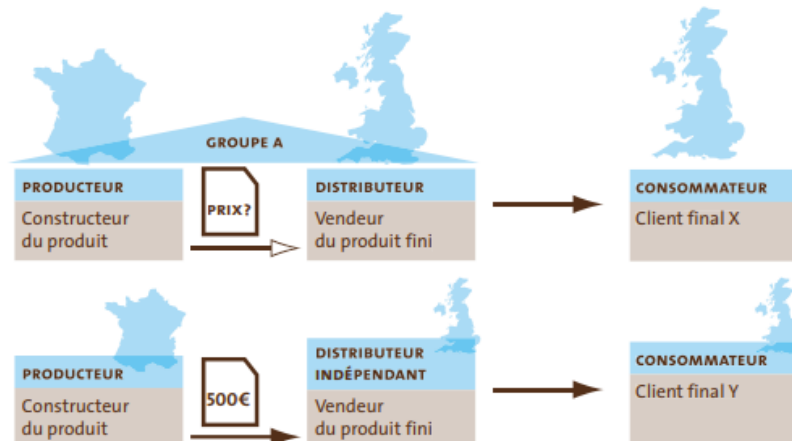 GROUPE A
PRODUCTEUR
Constructeur
du produit
PRIX?
DISTRIBUTEUR
Vendeur
du produit fini
CONSOMMATEUR
Client final X
PRODUCTEUR
Constructeur
du produit
500€
DISTRIBUTEUR
INDÉPENDANT
Vendeur
du produit fini
CONSOMMATEUR
Client final Y